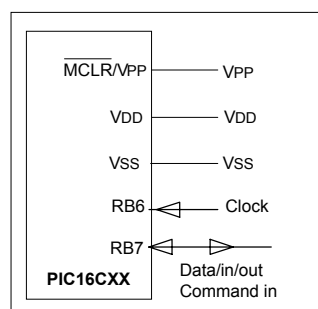 MCLR/VPP VPP
VDD VDD
VSS VSS
RB6 Clock
RB7
Data/in/out
PIC16CXX Command in